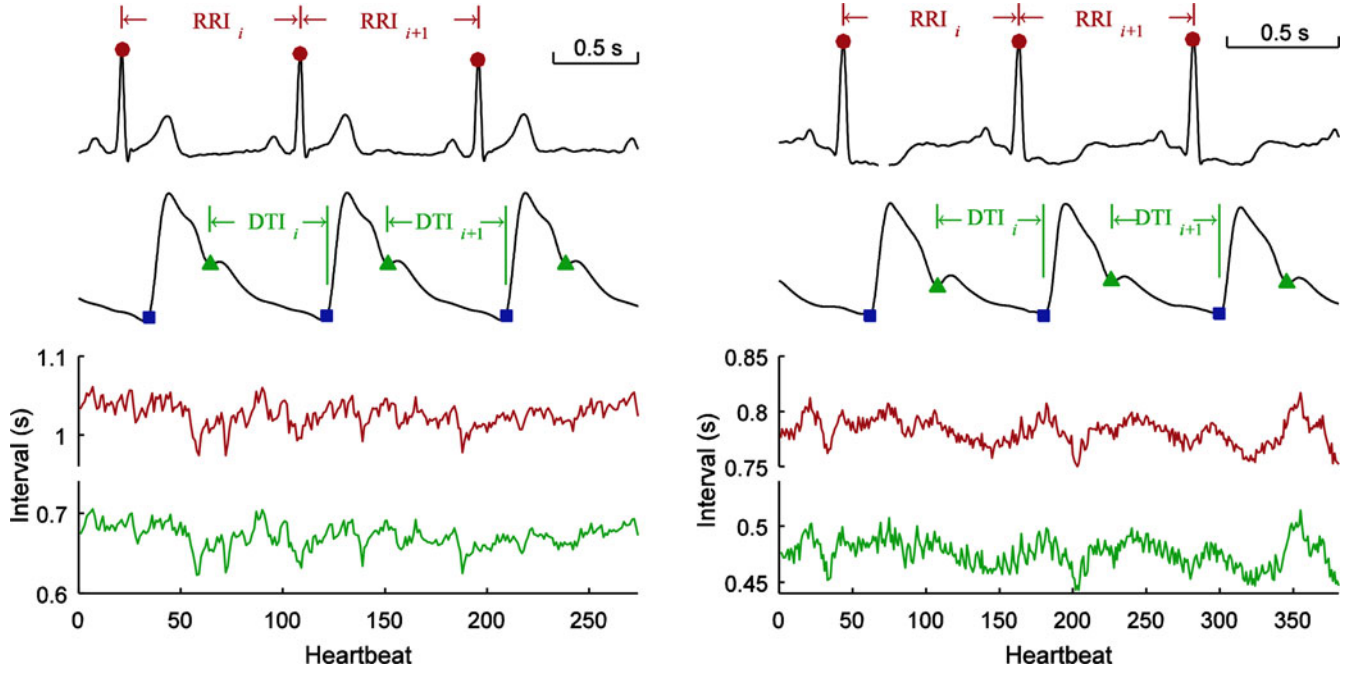 RRI i RRI i+1
0.5 s
DTI i DTI i+1
1.1
1
0.7
0.6
Interval (s)
0 50 100 150 200 250
Heartbeat
RRI i RRI i+1
0.5 s
DTI i DTI i+1
0.85
0.8
0.75
0.5
0.45
Interval (s)
0 50 100 150 200 250 300 350
Heartbeat